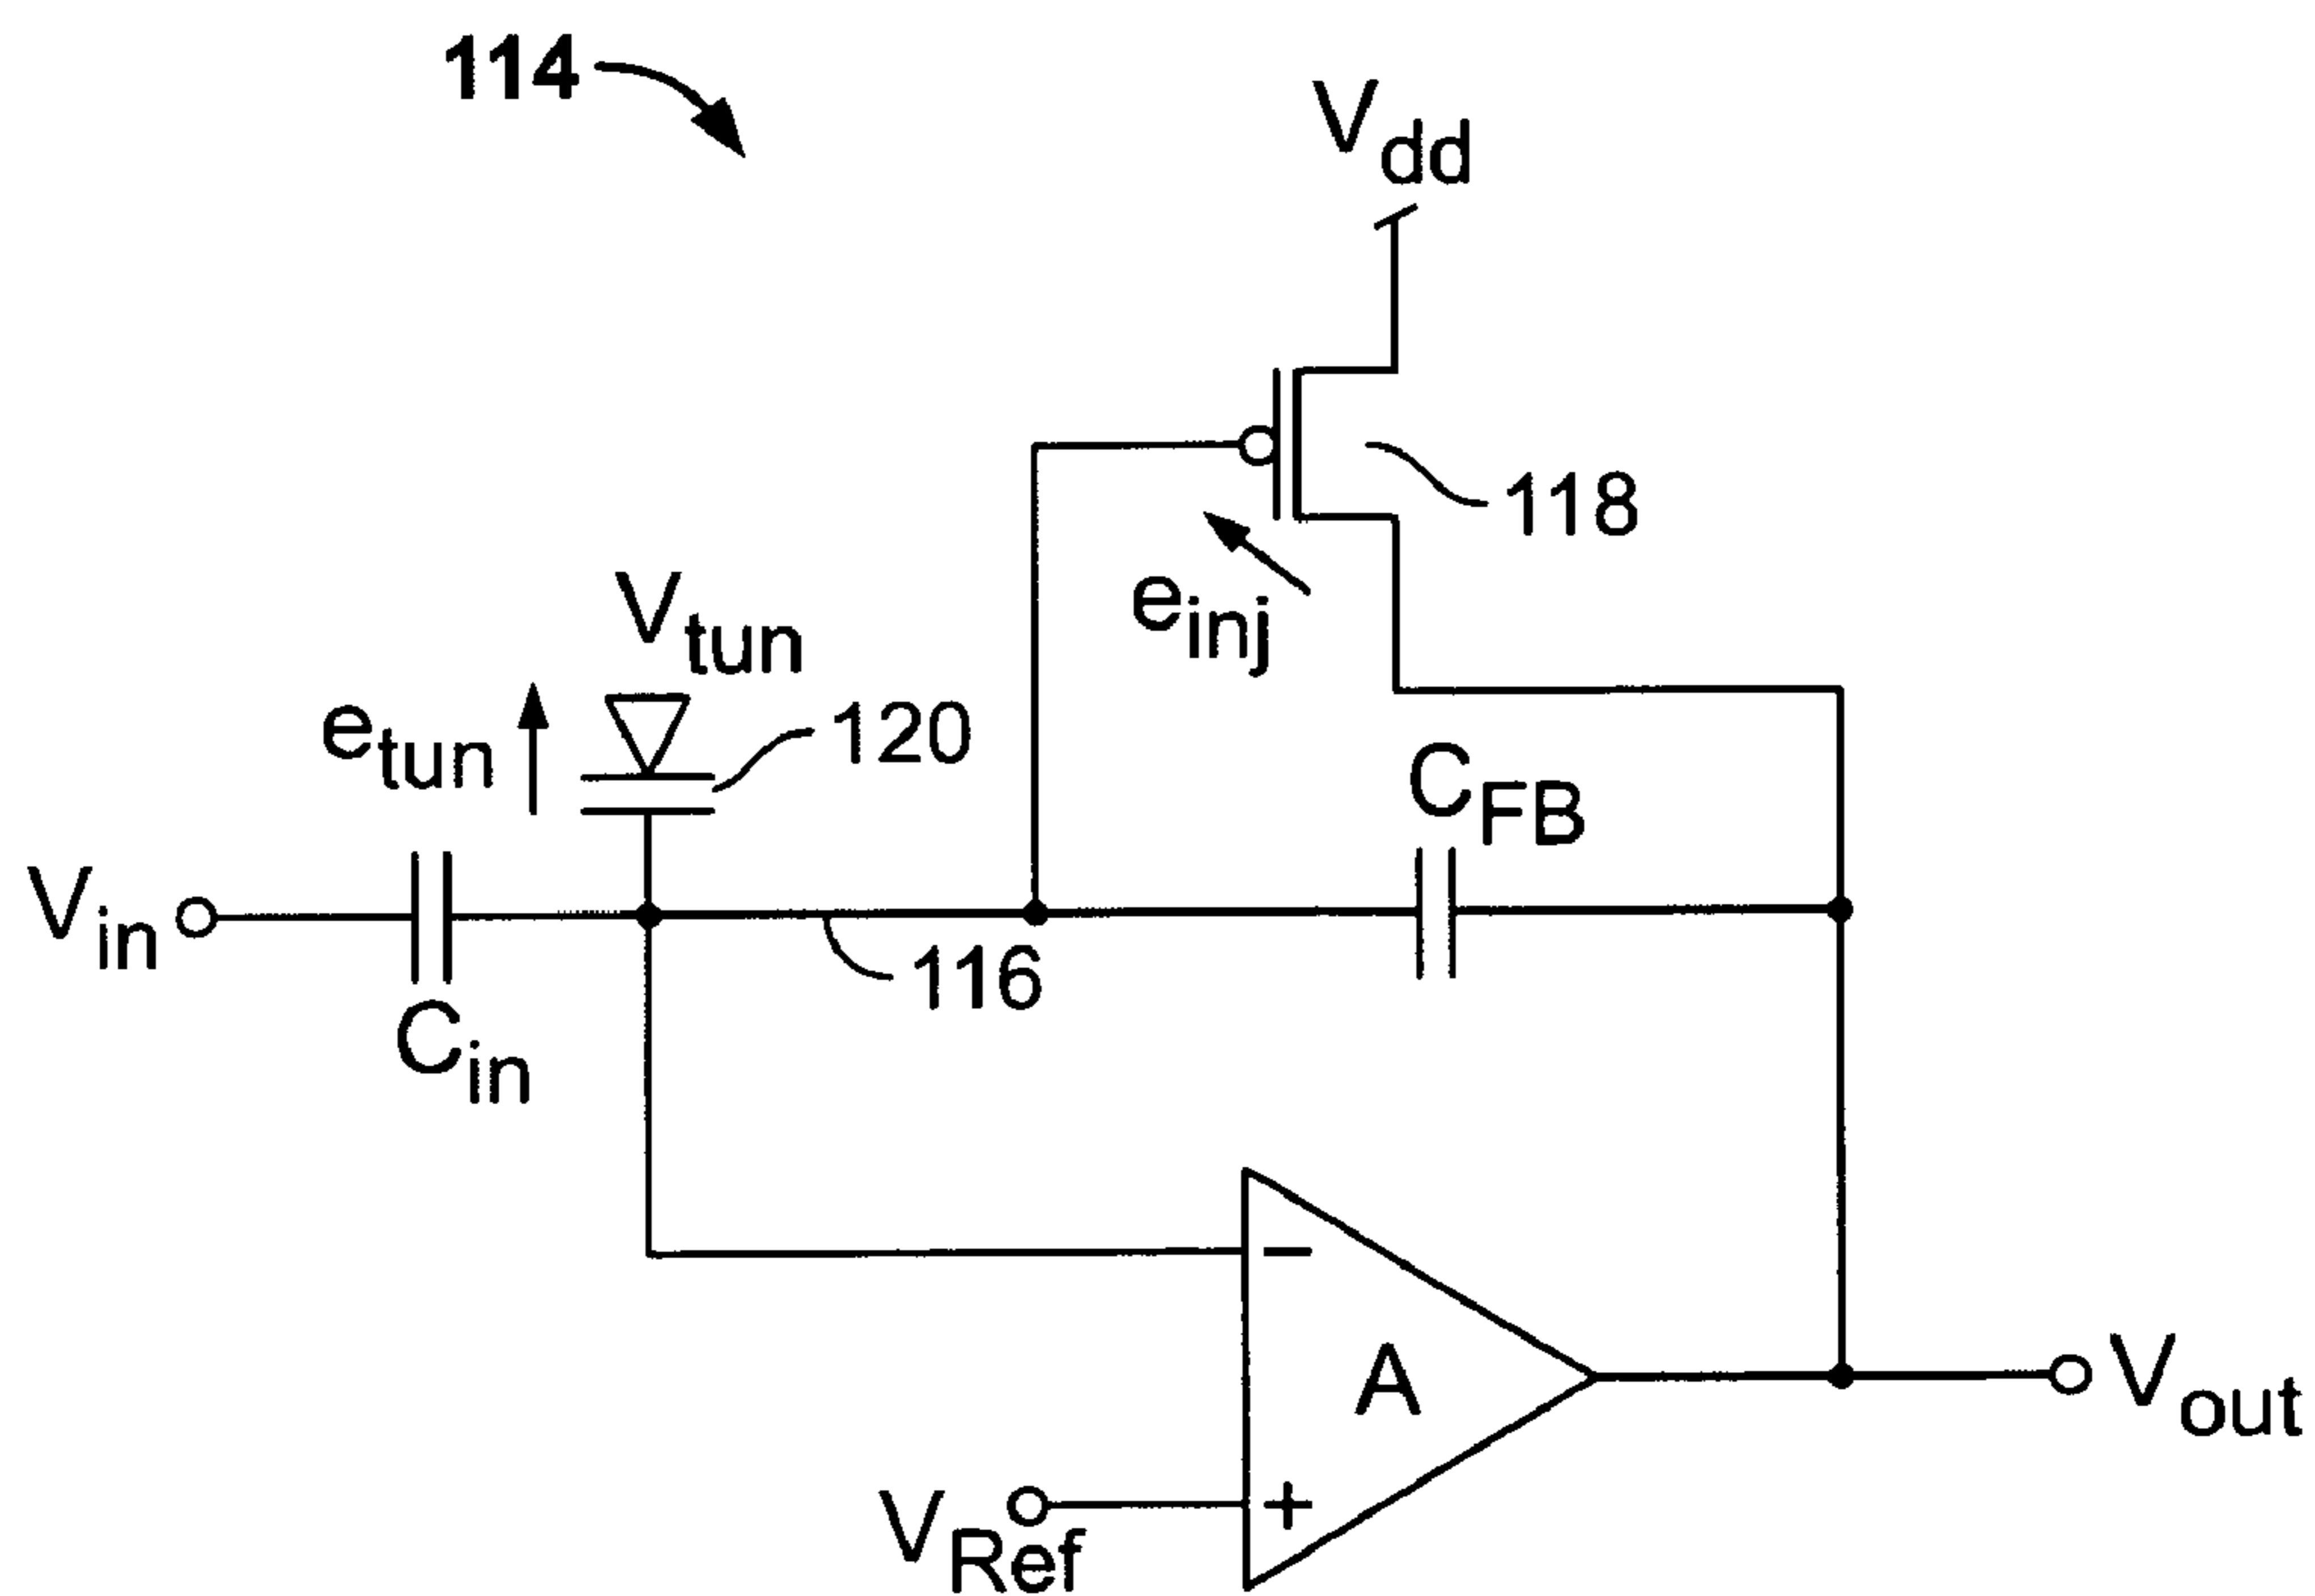 114
Vdd
118
einj
Vtun
etun
120
CFB
Vin
116
Cin
−
A
Vout
+
VRef